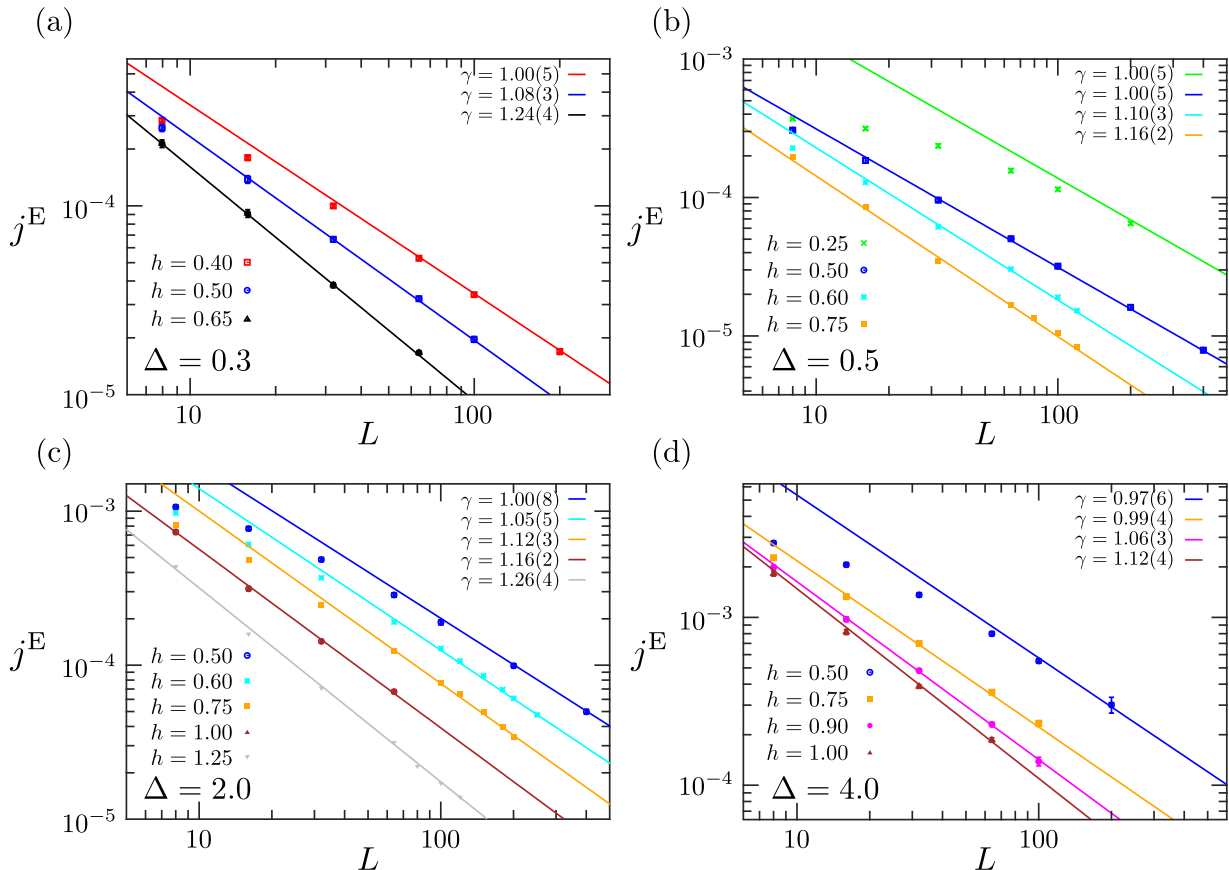 (a)
γ = 1.00(5)
γ = 1.08(3)
γ = 1.24(4)
10⁻⁴
j^E
h = 0.40
h = 0.50
h = 0.65
Δ = 0.3
10⁻⁵
10
100
L
(b)
10⁻³
γ = 1.00(5)
γ = 1.00(5)
γ = 1.10(3)
γ = 1.16(2)
10⁻⁴
j^E
h = 0.25
h = 0.50
h = 0.60
h = 0.75
10⁻⁵
Δ = 0.5
10
100
L
(c)
10⁻³
γ = 1.00(8)
γ = 1.05(5)
γ = 1.12(3)
γ = 1.16(2)
γ = 1.26(4)
j^E
10⁻⁴
h = 0.50
h = 0.60
h = 0.75
h = 1.00
h = 1.25
Δ = 2.0
10⁻⁵
10
100
L
(d)
γ = 0.97(6)
γ = 0.99(4)
γ = 1.06(3)
γ = 1.12(4)
10⁻³
j^E
h = 0.50
h = 0.75
h = 0.90
h = 1.00
10⁻⁴
Δ = 4.0
10
100
L